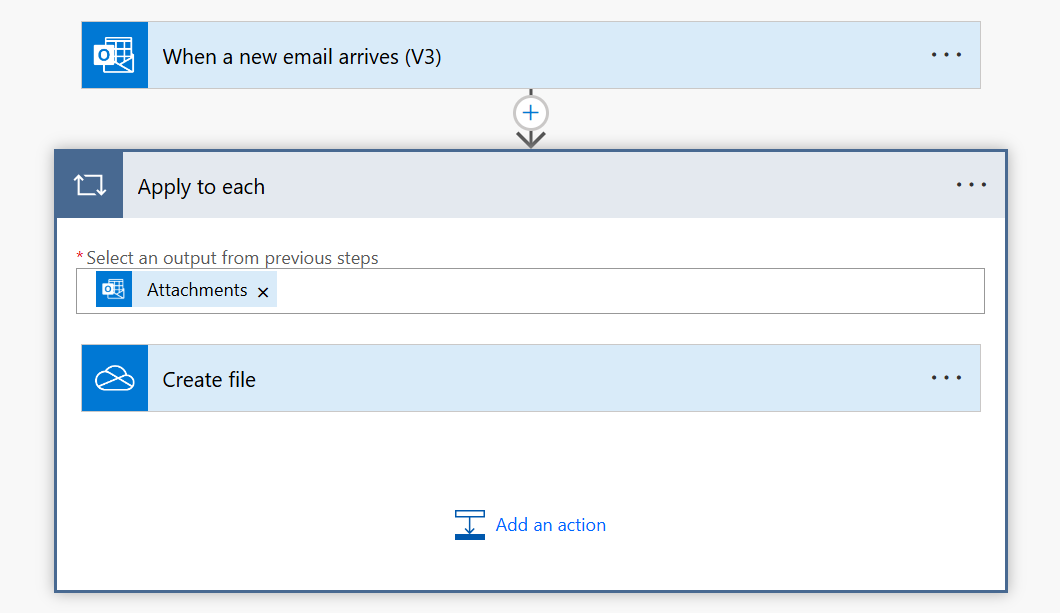 When a new email arrives (V3)
Apply to each
* Select an output from previous steps
Attachments
Create file
Add an action